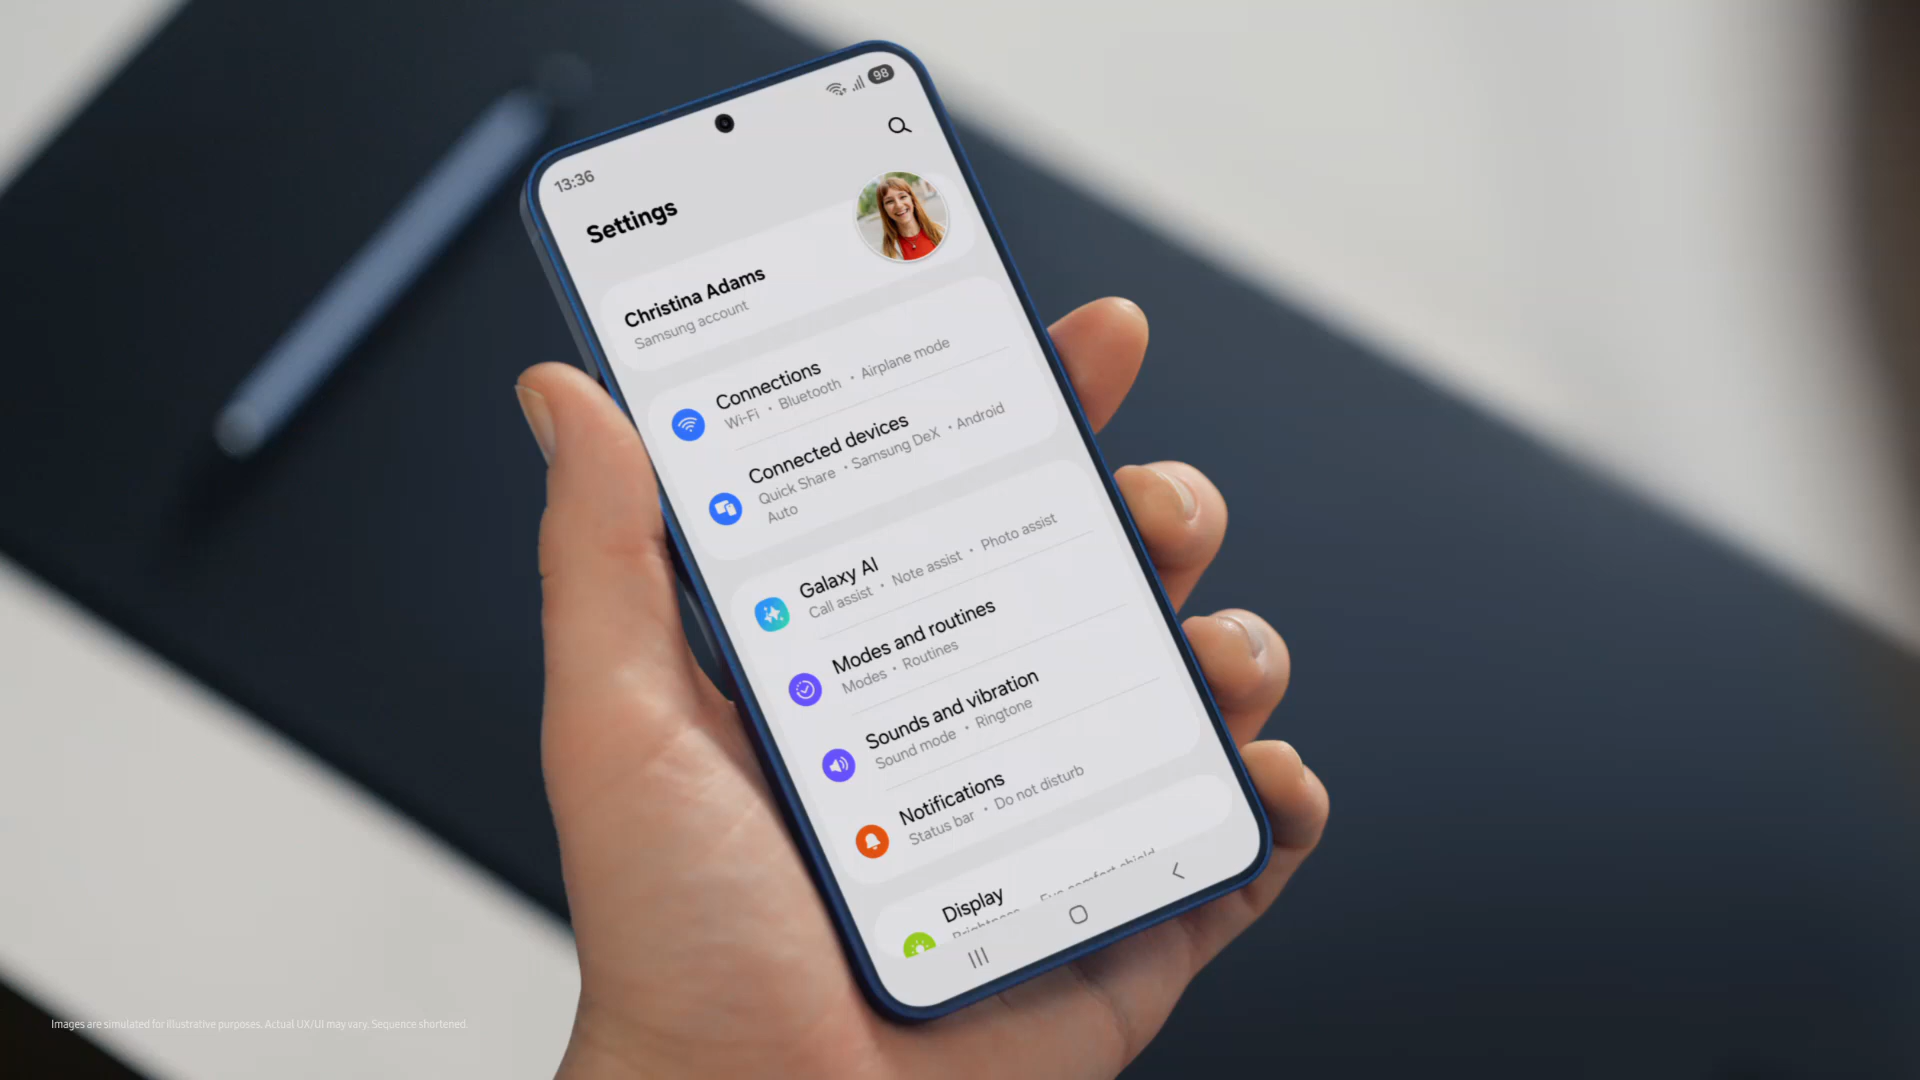 98
13:36
Settings
Christina Adams
Samsung account
Connections
Wi-Fi • Bluetooth • Airplane mode
Connected devices
Quick Share • Samsung DeX • Android
Auto
Galaxy AI
Call assist • Note assist • Photo assist
Modes and routines
Modes • Routines
Sounds and vibration
Sound mode • Ringtone
Notifications
Status bar • Do not disturb
Display
Brightness Eye comfort shield
Images are simulated for illustrative purposes. Actual UX/UI may vary. Sequence shortened.